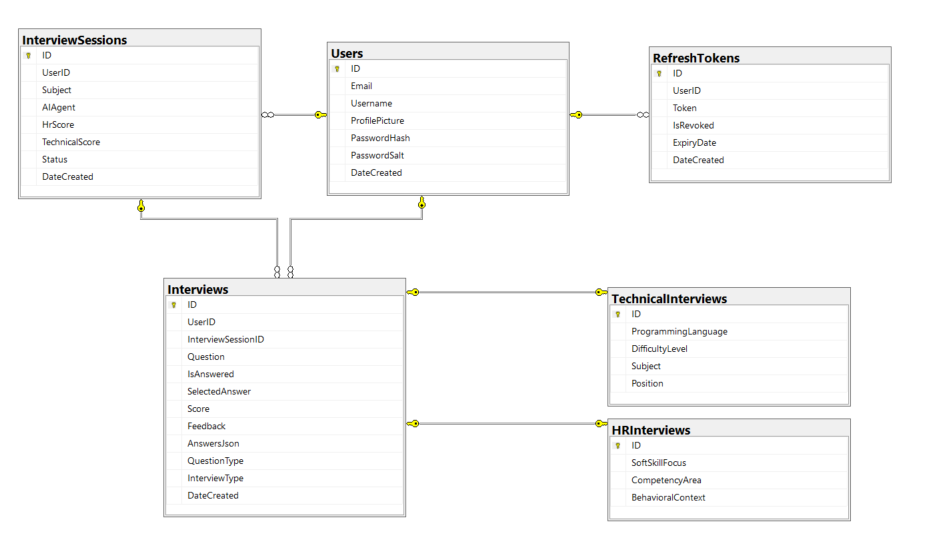 InterviewSessions
ID
UserID
Subject
AIAgent
HrScore
TechnicalScore
Status
DateCreated
Users
ID
Email
Username
ProfilePicture
PasswordHash
PasswordSalt
DateCreated
RefreshTokens
ID
UserID
Token
IsRevoked
ExpiryDate
DateCreated
Interviews
ID
UserID
InterviewSessionID
Question
IsAnswered
SelectedAnswer
Score
Feedback
AnswersJson
QuestionType
InterviewType
DateCreated
TechnicalInterviews
ID
ProgrammingLanguage
DifficultyLevel
Subject
Position
HRInterviews
ID
SoftSkillFocus
CompetencyArea
BehavioralContext